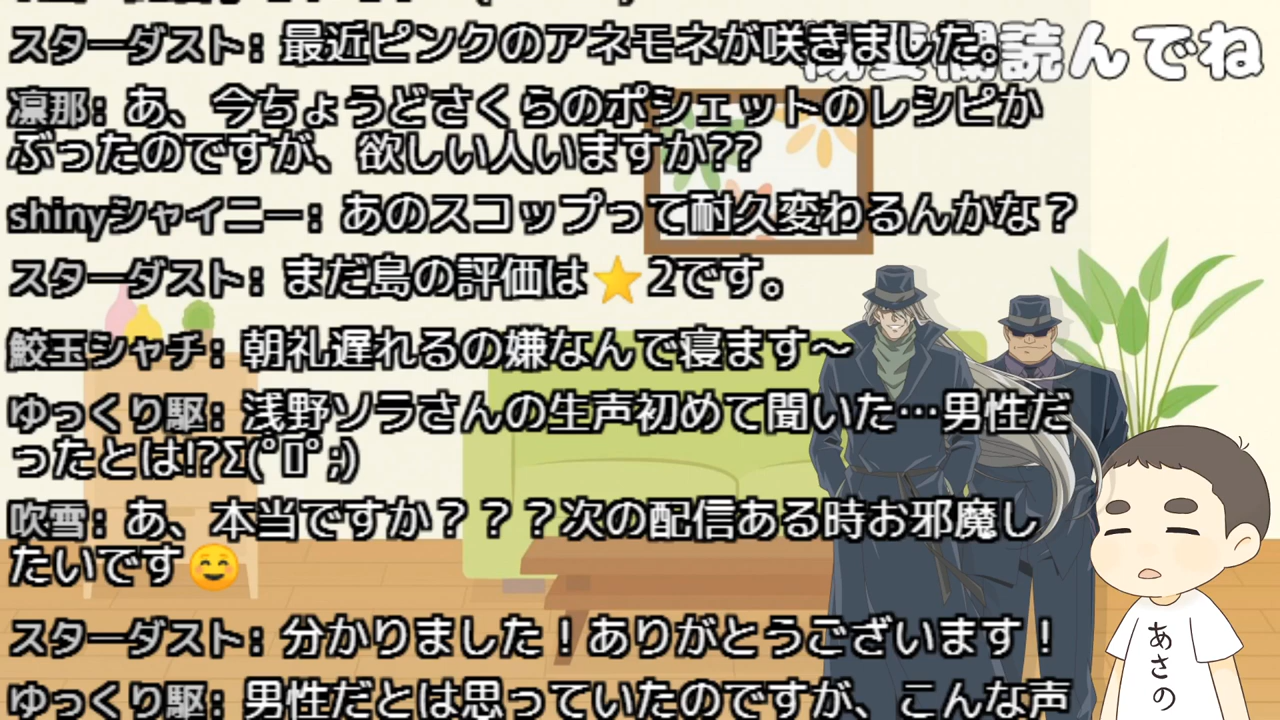 スターダスト: 最近ピンクのアネモネが咲きました。
読んでね
凛那: あ、今ちょうどさくらのポシェットのレシピか
ぶったのですが、欲しい人いますか??
shinyシャイニー: あのスコップって耐久変わるんかな？
スターダスト: まだ島の評価は⭐2です。
鮫玉シャチ: 朝礼遅れるの嫌なんで寝ます〜
ゆっくり駆: 浅野ソラさんの生声初めて聞いた…男性だ
ったとは!?Σ(ﾟﾛﾟ;)
吹雪: あ、本当ですか？？？次の配信ある時お邪魔し
たいです☺️
スターダスト: 分かりました！ありがとうございます！
ゆっくり駆: 男性だとは思っていたのですが、こんな声
あさの